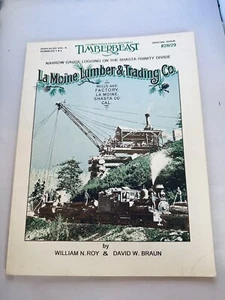 TIMBERBEAST
SPECIAL ISSUE
#28/29
NARROW GAUGE LOGGING ON THE SHASTA-TRINITY DIVIDE
La Moine Lumber & Trading Co.
MILLS AND
FACTORY,
LA MOINE,
SHASTA CO
CAL.
by
WILLIAM N. ROY & DAVID W. BRAUN